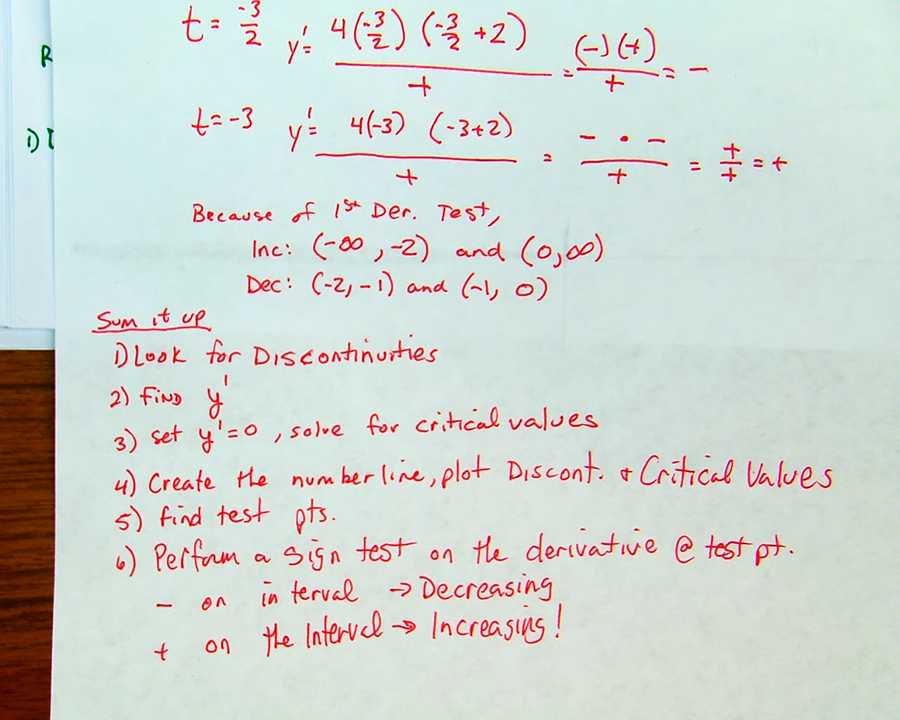 t = -3/2 y' = 4(-3/2)(-3/2 + 2) / + = (-)(+) / + = -
R
t = -3 y' = 4(-3) (-3+2) / + = - · - / + = + / + = +
1)
Because of 1st Der. Test,
Inc: (-∞, -2) and (0, ∞)
Dec: (-2, -1) and (-1, 0)
Sum it up
1) Look for Discontinuities
2) Find y'
3) set y' = 0, solve for critical values
4) Create the number line, plot Discont. & Critical Values
5) find test pts.
6) Perform a sign test on the derivative @ test pt.
- on interval → Decreasing
+ on the Interval → Increasing!